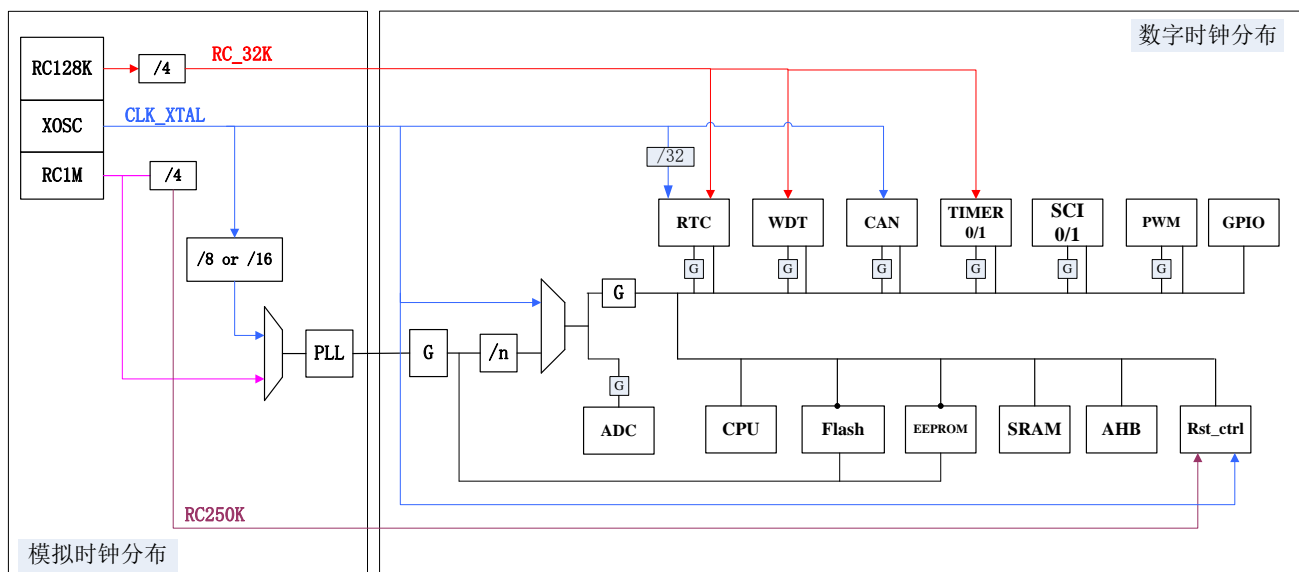 数字时钟分布
RC128K
/4
RC_32K
XOSC
CLK_XTAL
RC1M
/4
/32
/8 or /16
RTC
WDT
CAN
TIMER
0/1
SCI
0/1
PWM
GPIO
G
G
G
G
G
G
G
PLL
G
/n
G
ADC
CPU
Flash
EEPROM
SRAM
AHB
Rst_ctrl
RC250K
模拟时钟分布